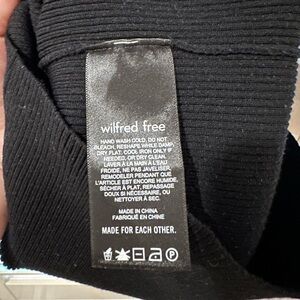 wilfred free
HAND WASH COLD, DO NOT
BLEACH, RESHAPE WHILE DAMP,
DRY FLAT, COOL IRON ONLY IF
NEEDED, OR DRY CLEAN.
LAVER À LA MAIN À L'EAU
FROIDE, NE PAS JAVELISER,
REMODELER PENDANT QUE
L'ARTICLE EST ENCORE HUMIDE,
SÉCHER À PLAT, REPASSAGE
DOUX SI NÉCESSAIRE, OU
NETTOYER À SEC.
MADE IN CHINA
FABRIQUÉ EN CHINE
MADE FOR EACH OTHER.